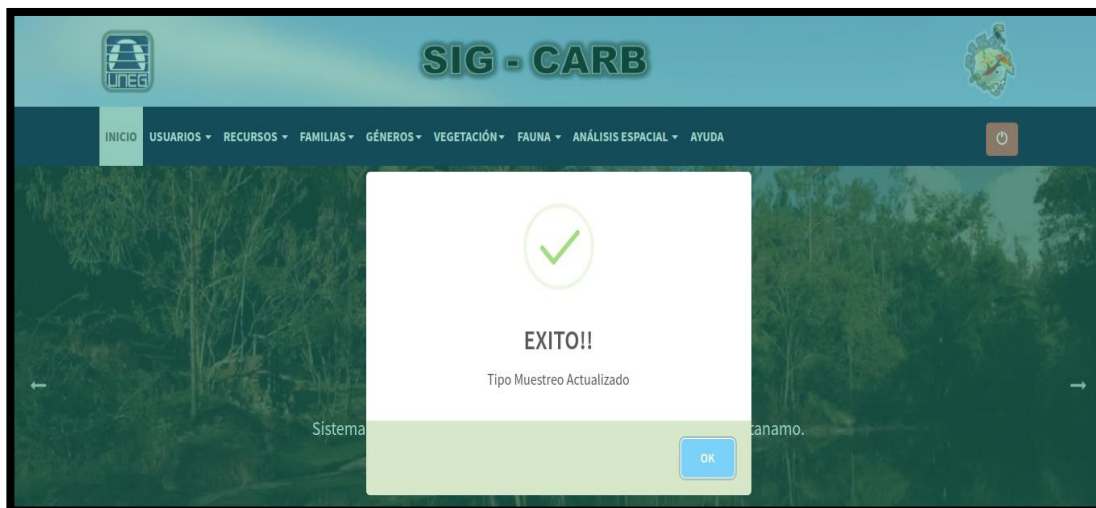 UNEG
SIG - CARB
INICIO USUARIOS RECURSOS FAMILIAS GÉNEROS VEGETACIÓN FAUNA ANÁLISIS ESPACIAL AYUDA
EXITO!!
Tipo Muestreo Actualizado
Sistema tanamo.
OK